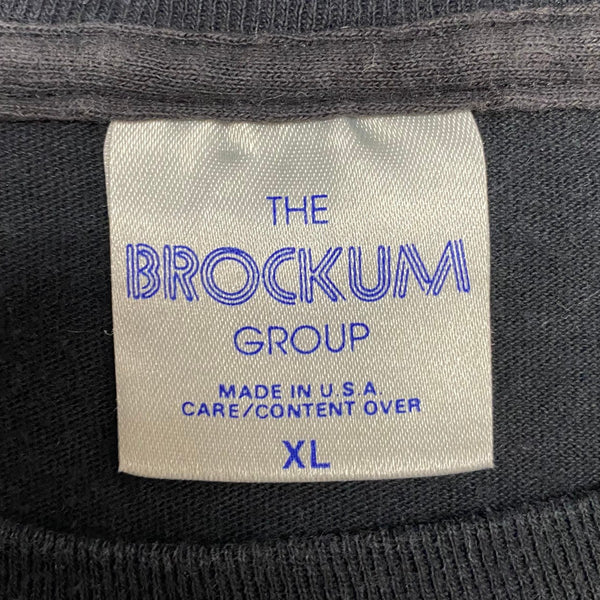 THE
BROCKUM
GROUP
MADE IN U.S.A.
CARE/CONTENT OVER
XL